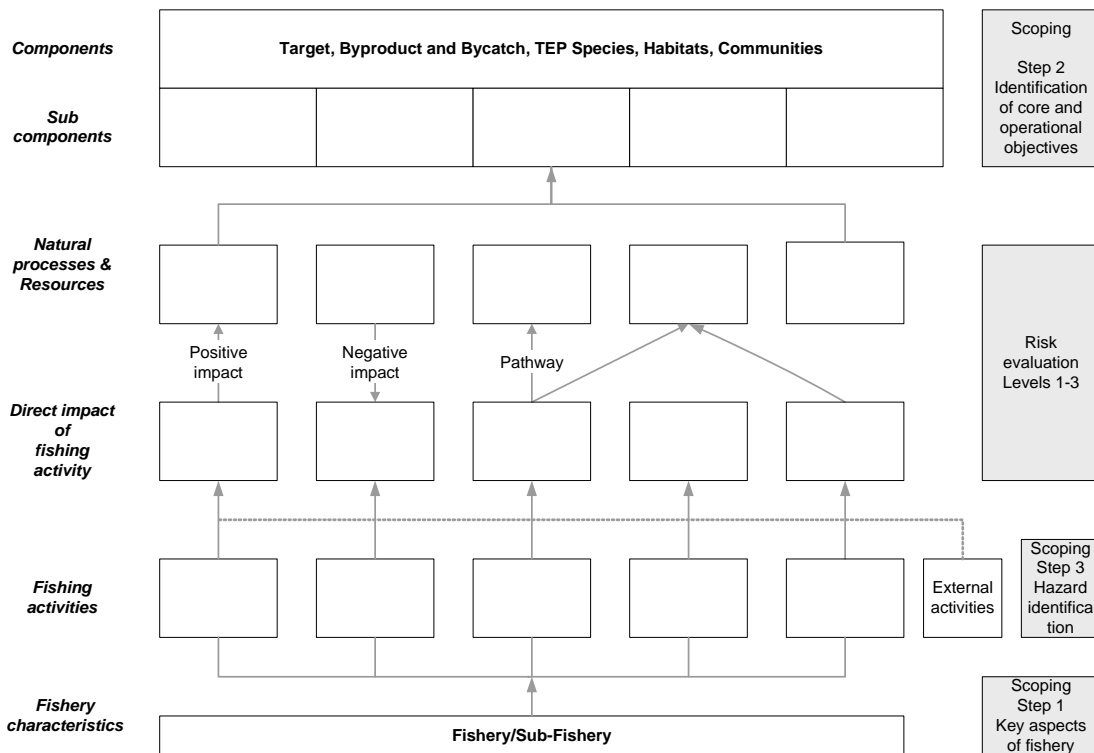 Components
Target, Byproduct and Bycatch, TEP Species, Habitats, Communities
Scoping
Step 2
Identification
of core and
operational
objectives
Sub
components
Natural
processes &
Resources
Positive
impact
Negative
impact
Pathway
Risk
evaluation
Levels 1-3
Direct impact
of
fishing
activity
Fishing
activities
External
activities
Scoping
Step 3
Hazard
identifica
tion
Fishery
characteristics
Fishery/Sub-Fishery
Scoping
Step 1
Key aspects
of fishery